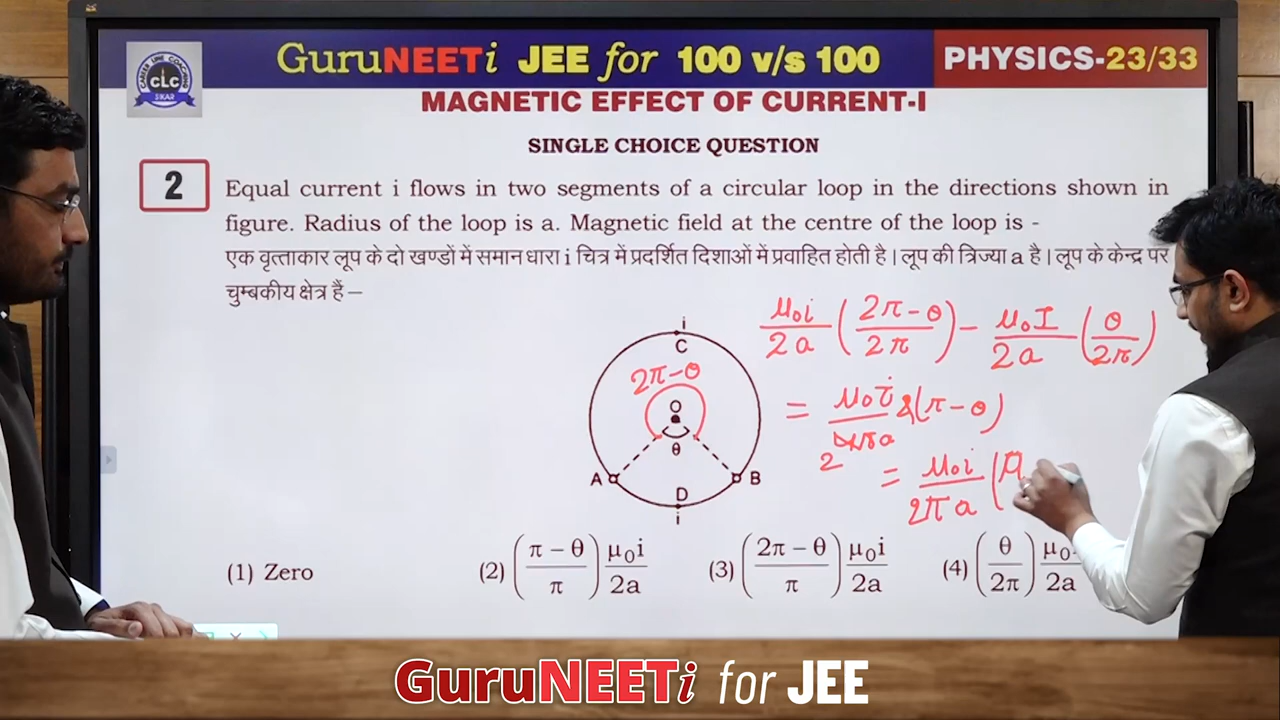 GuruNEETi JEE for 100 v/s 100
PHYSICS-23/33
CLC
SIKAR
MAGNETIC EFFECT OF CURRENT-I
SINGLE CHOICE QUESTION
2
Equal current i flows in two segments of a circular loop in the directions shown in
figure. Radius of the loop is a. Magnetic field at the centre of the loop is -
एक वृत्ताकार लूप के दो खण्डों में समान धारा i चित्र में प्रदर्शित दिशाओं में प्रवाहित होती है। लूप की त्रिज्या a है। लूप के केन्द्र पर
चुम्बकीय क्षेत्र हैं –
μ₀i/2a ((2π-θ)/2π) - μ₀I/2a (θ/2π)
i
C
2π-θ
O
θ
A
B
D
i
= μ₀i/4πa 2(π-θ)
2
= μ₀i/2πa (π
(1) Zero
(2) ((π – θ)/π) μ₀i/2a
(3) ((2π – θ)/π) μ₀i/2a
(4) (θ/2π) μ₀/2a
GuruNEETi for JEE